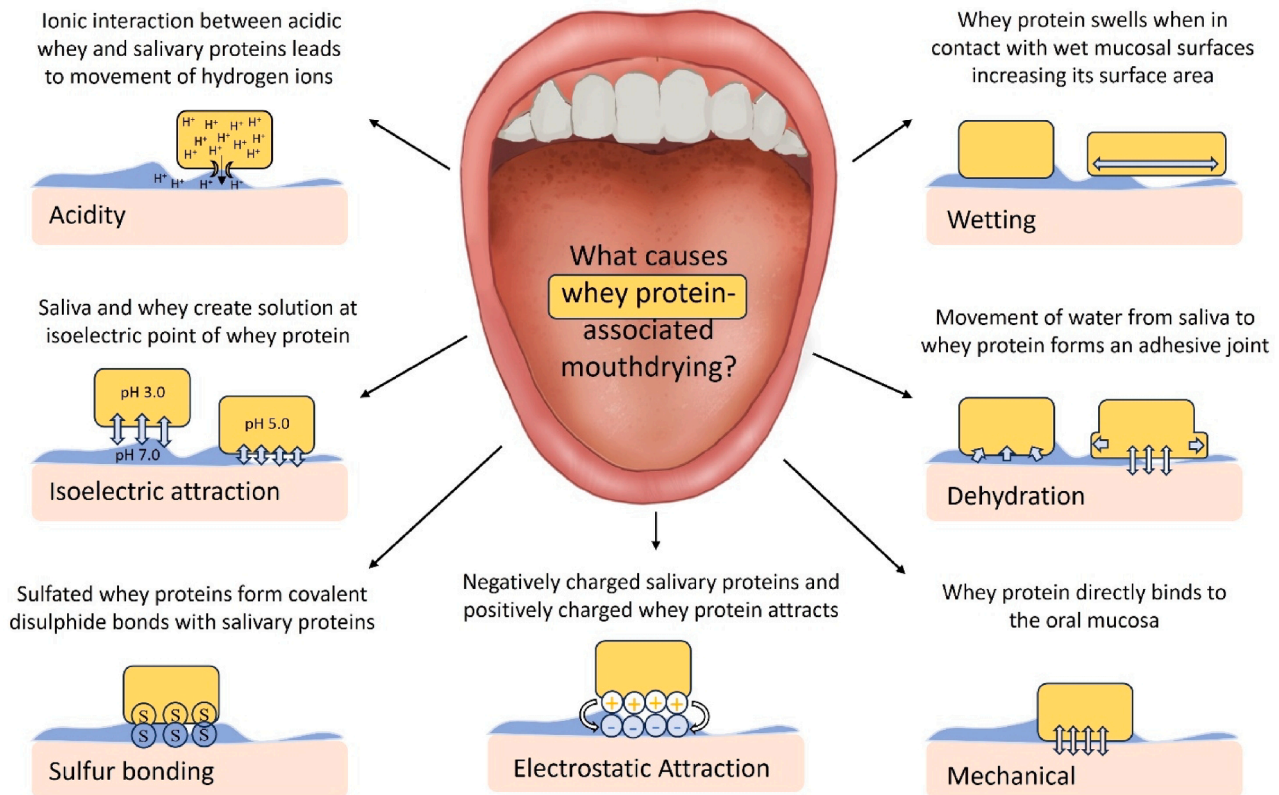 Ionic interaction between acidic
whey and salivary proteins leads
to movement of hydrogen ions
H⁺ H⁺ H⁺ H⁺
H⁺ H⁺ H⁺
H⁺ H⁺ H⁺
H⁺ H⁺ H⁺ H⁺
Acidity
Whey protein swells when in
contact with wet mucosal surfaces
increasing its surface area
Wetting
What causes
whey protein-
associated
mouthdrying?
Saliva and whey create solution at
isoelectric point of whey protein
pH 3.0
pH 5.0
pH 7.0
Isoelectric attraction
Movement of water from saliva to
whey protein forms an adhesive joint
Dehydration
Sulfated whey proteins form covalent
disulphide bonds with salivary proteins
S S S
S S S
Sulfur bonding
Negatively charged salivary proteins and
positively charged whey protein attracts
+ + + +
- - - -
Electrostatic Attraction
Whey protein directly binds to
the oral mucosa
Mechanical